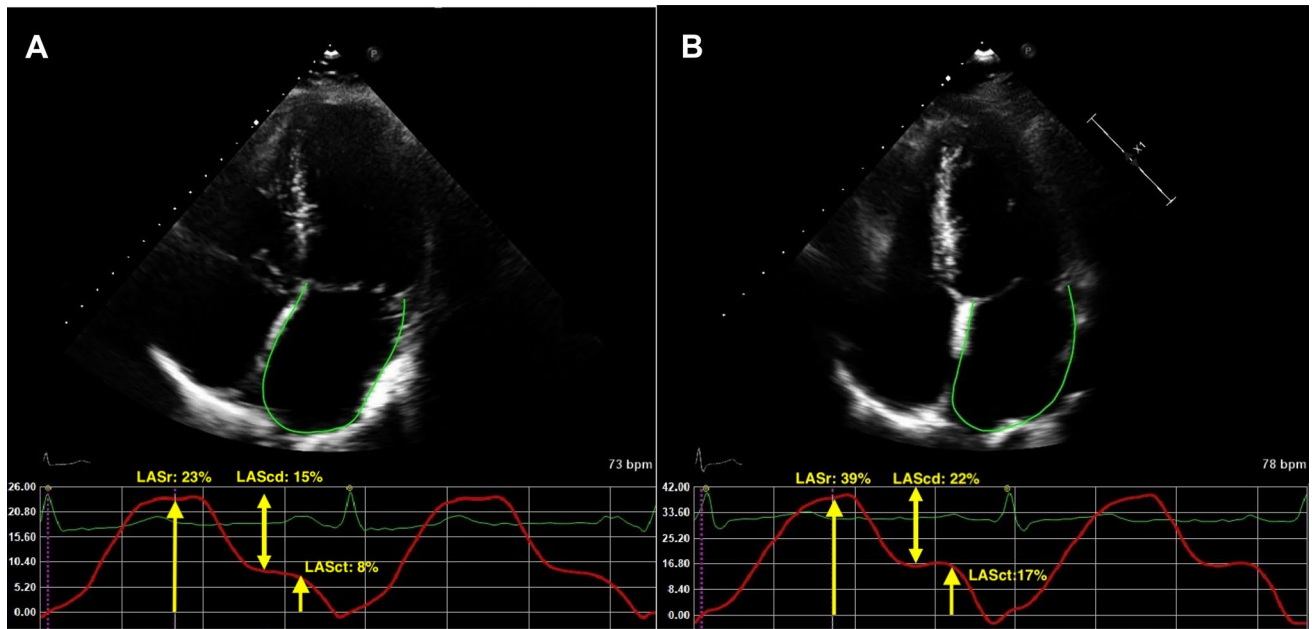 A
P
73 bpm
LASr: 23%
LAScd: 15%
LASct: 8%
26.00
20.80
15.60
10.40
5.20
0.00
B
P
X1
78 bpm
LASr: 39%
LAScd: 22%
LASct:17%
42.00
33.60
25.20
16.80
8.40
0.00